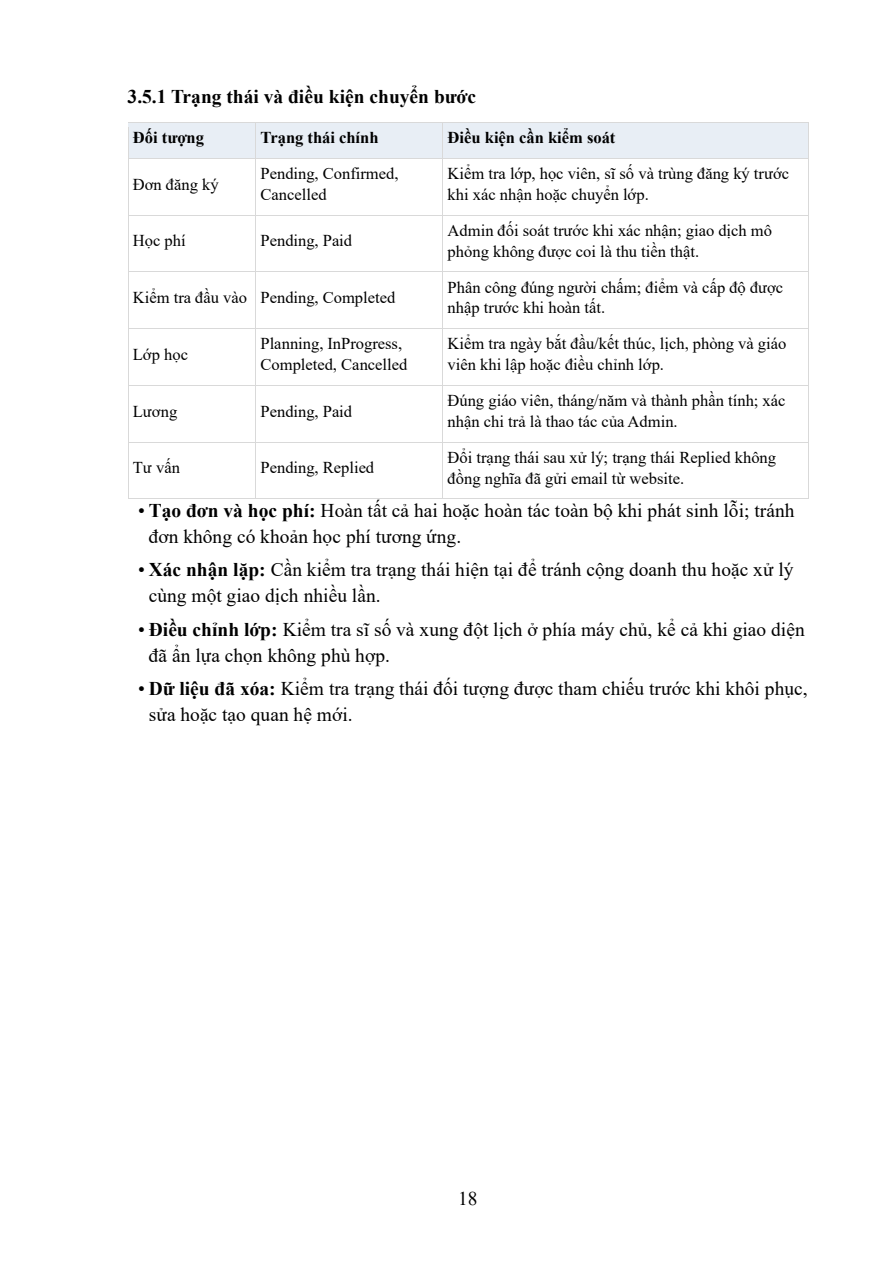 3.5.1 Trạng thái và điều kiện chuyển bước
Đối tượng Trạng thái chính Điều kiện cần kiểm soát
Đơn đăng ký Pending, Confirmed, Cancelled Kiểm tra lớp, học viên, sĩ số và trùng đăng ký trước khi xác nhận hoặc chuyển lớp.
Học phí Pending, Paid Admin đối soát trước khi xác nhận; giao dịch mô phỏng không được coi là thu tiền thật.
Kiểm tra đầu vào Pending, Completed Phân công đúng người chấm; điểm và cấp độ được nhập trước khi hoàn tất.
Lớp học Planning, InProgress, Completed, Cancelled Kiểm tra ngày bắt đầu/kết thúc, lịch, phòng và giáo viên khi lập hoặc điều chỉnh lớp.
Lương Pending, Paid Đúng giáo viên, tháng/năm và thành phần tính; xác nhận chi trả là thao tác của Admin.
Tư vấn Pending, Replied Đổi trạng thái sau xử lý; trạng thái Replied không đồng nghĩa đã gửi email từ website.
• Tạo đơn và học phí: Hoàn tất cả hai hoặc hoàn tác toàn bộ khi phát sinh lỗi; tránh
đơn không có khoản học phí tương ứng.
• Xác nhận lặp: Cần kiểm tra trạng thái hiện tại để tránh cộng doanh thu hoặc xử lý
cùng một giao dịch nhiều lần.
• Điều chỉnh lớp: Kiểm tra sĩ số và xung đột lịch ở phía máy chủ, kể cả khi giao diện
đã ẩn lựa chọn không phù hợp.
• Dữ liệu đã xóa: Kiểm tra trạng thái đối tượng được tham chiếu trước khi khôi phục,
sửa hoặc tạo quan hệ mới.
18